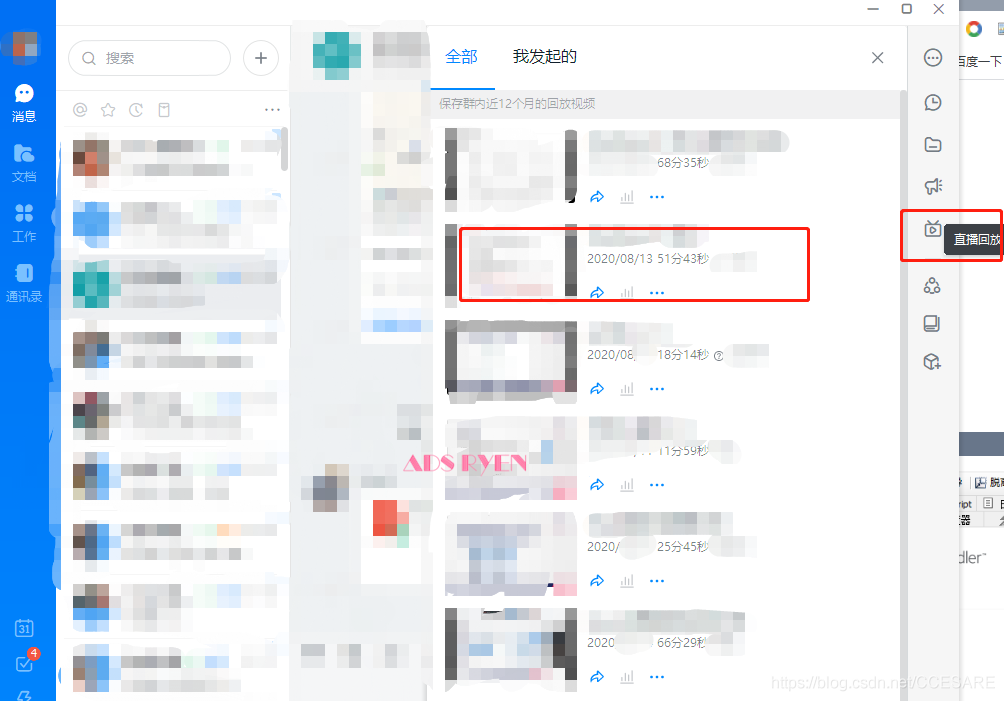 搜索
消息
文档
工作
通讯录
31
4
全部
我发起的
保存群内近12个月的回放视频
68分35秒
2020/08/13 51分43秒
2020/08 18分14秒
11分59秒
2020/ 25分45秒
2020 66分29秒
ADS RYEN
直播回放
百度一下
ript
dler™
https://blog.csdn.net/CCESARE